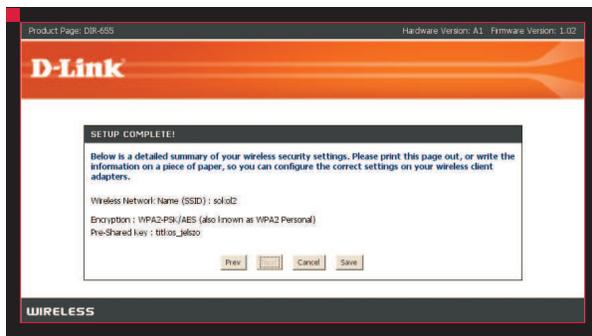 Product Page: DIR-655 Hardware Version: A1 Firmware Version: 1.02
D-Link
SETUP COMPLETE!
Below is a detailed summary of your wireless security settings. Please print this page out, or write the
information on a piece of paper, so you can configure the correct settings on your wireless client
adapters.
Wireless Network Name (SSID) : sokol2
Encryption : WPA2-PSK/AES (also known as WPA2 Personal)
Pre-Shared Key : titkos_jelszo
Prev Next Cancel Save
WIRELESS